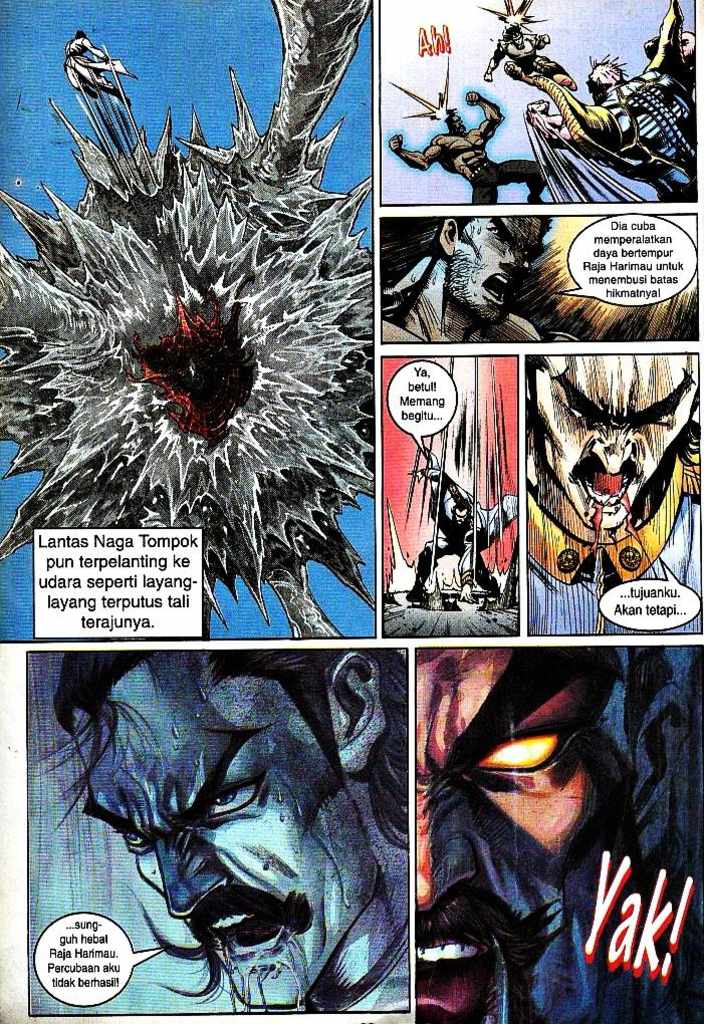 Lantas Naga Tompok
pun terpelanting ke
udara seperti layang-
layang terputus tali
terajunya.
Ah!
Dia cuba
memperalatkan
daya bertempur
Raja Harimau untuk
menembusi batas
hikmatnya!
Ya,
betul!
Memang
begitu...
...tujuanku.
Akan tetapi...
...sung-
guh hebat
Raja Harimau.
Percubaan aku
tidak berhasil!
Yak!